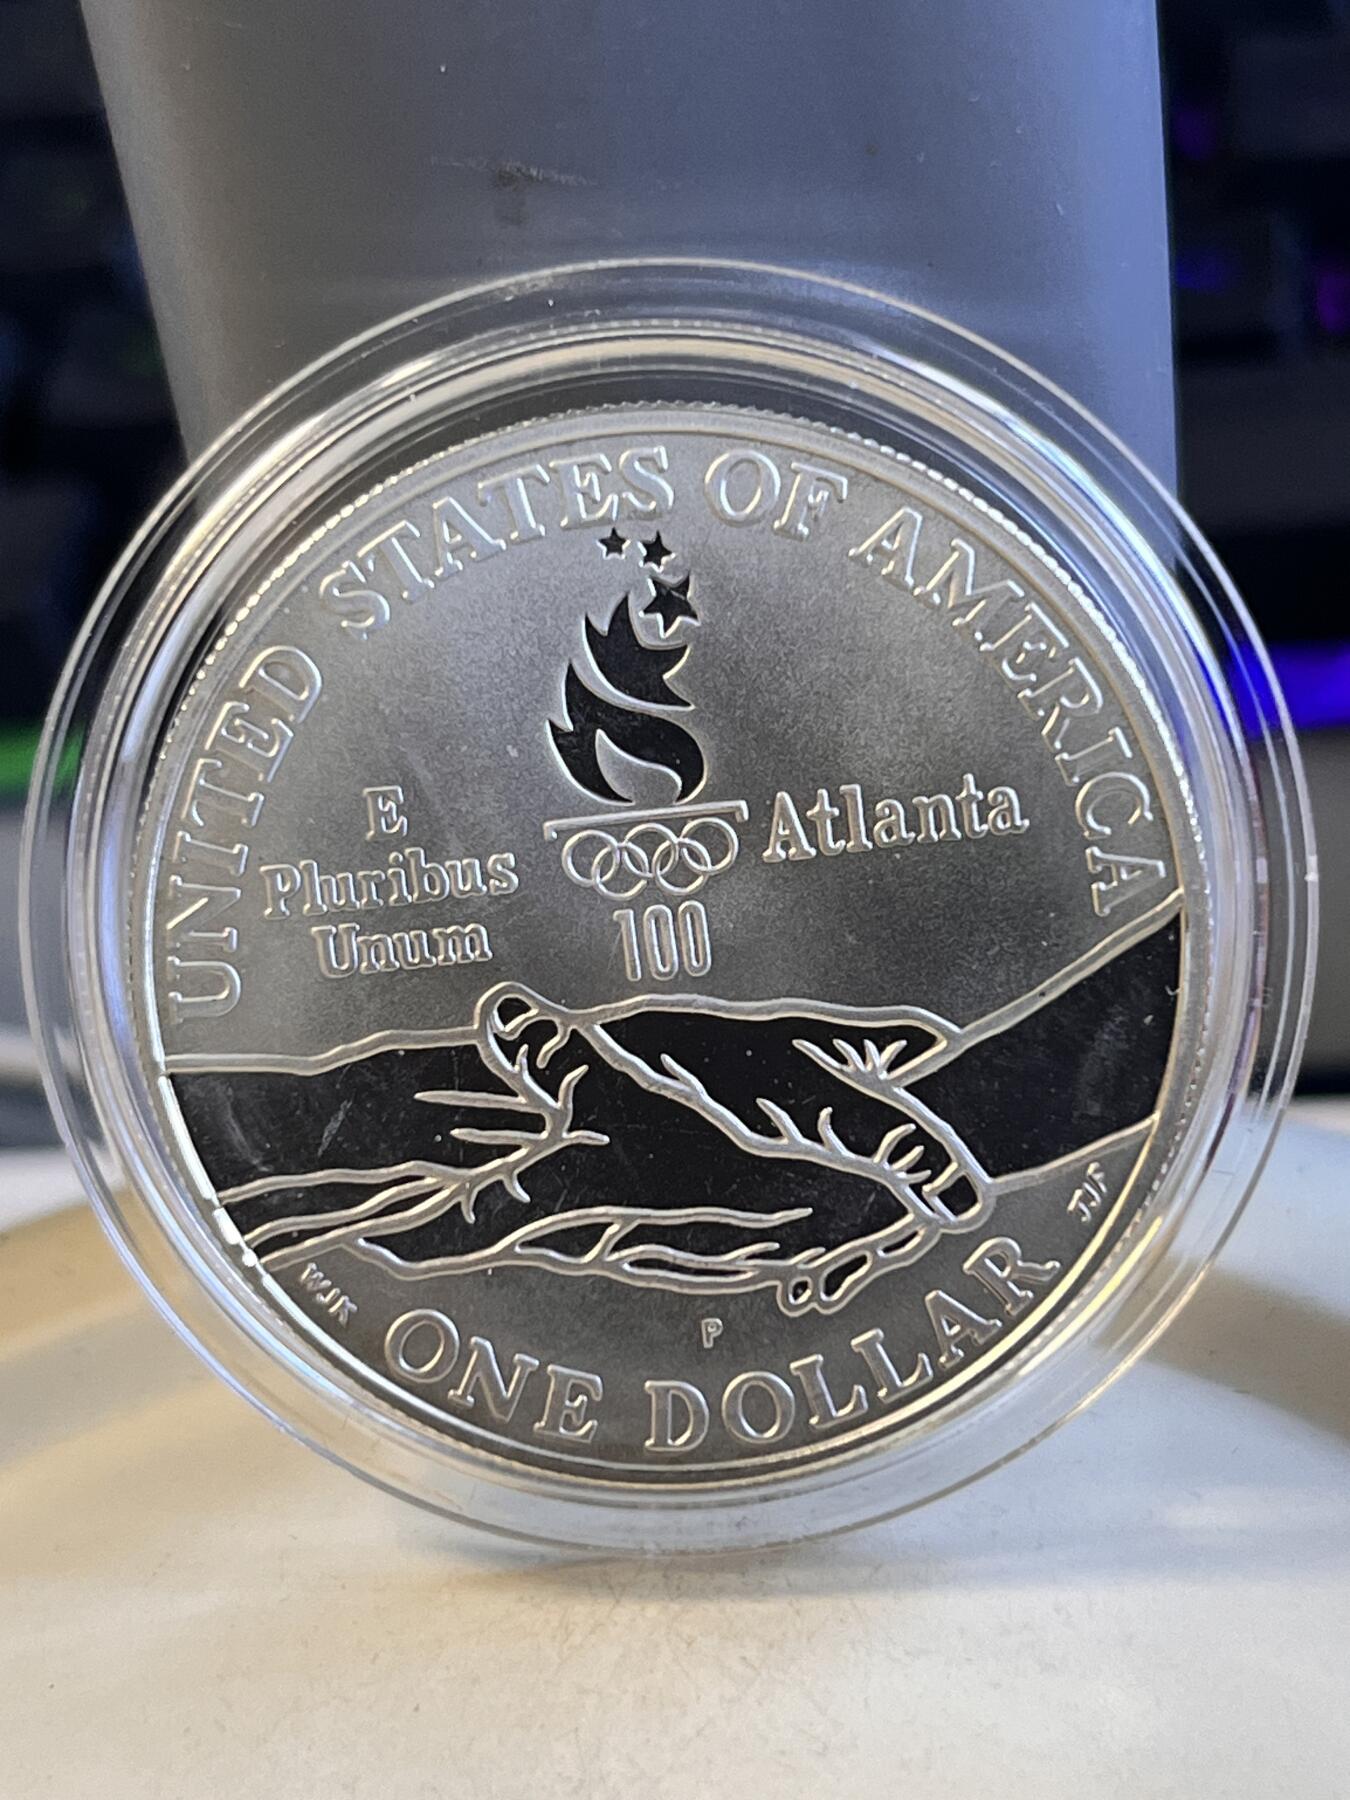 UNITED STATES OF AMERICA
E
Pluribus
Unum
Atlanta
100
WJK
P
JJF
ONE DOLLAR